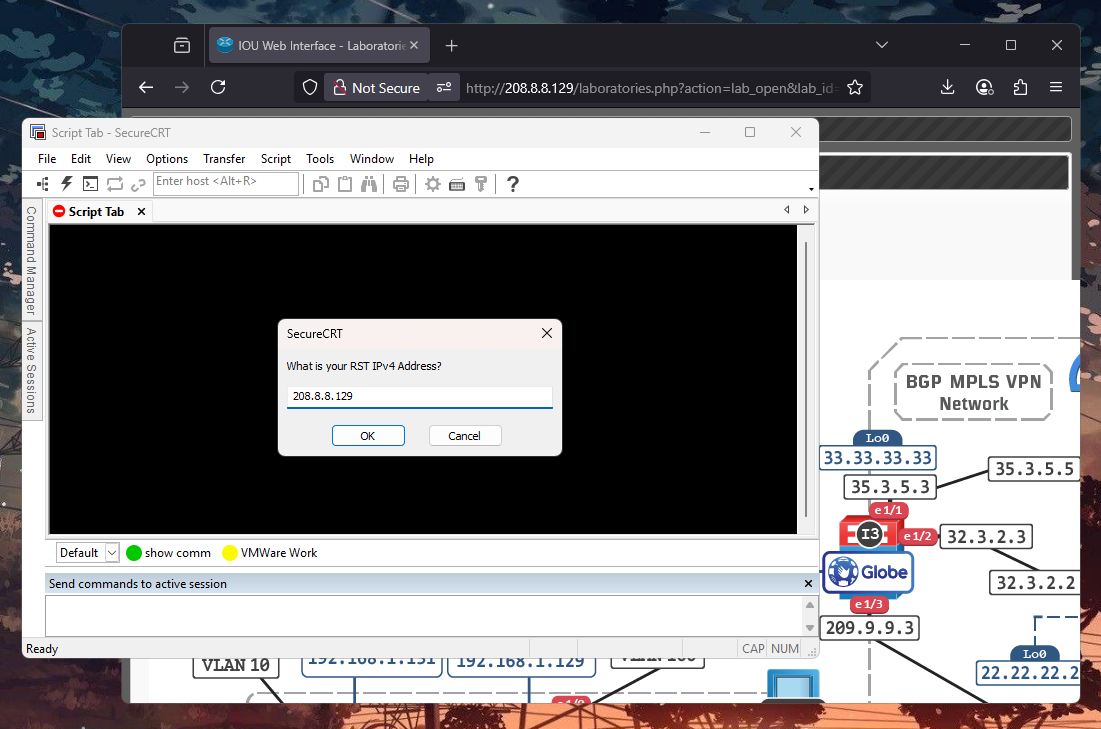 IOU Web Interface - Laboratorie
Not Secure
http://208.8.8.129/laboratories.php?action=lab_open&lab_id=
Script Tab - SecureCRT
File Edit View Options Transfer Script Tools Window Help
Enter host <Alt+R>
Command Manager
Active Sessions
Script Tab
SecureCRT
What is your RST IPv4 Address?
208.8.8.129
OK Cancel
Default show comm VMWare Work
Send commands to active session
Ready CAP NUM
BGP MPLS VPN
Network
Lo0
33.33.33.33
35.3.5.5
35.3.5.3
e1/1
I3
e1/2
32.3.2.3
Globe
32.3.2.2
e1/3
209.9.9.3
Lo0
22.22.22.2
VLAN 10
192.168.1.131
192.168.1.129